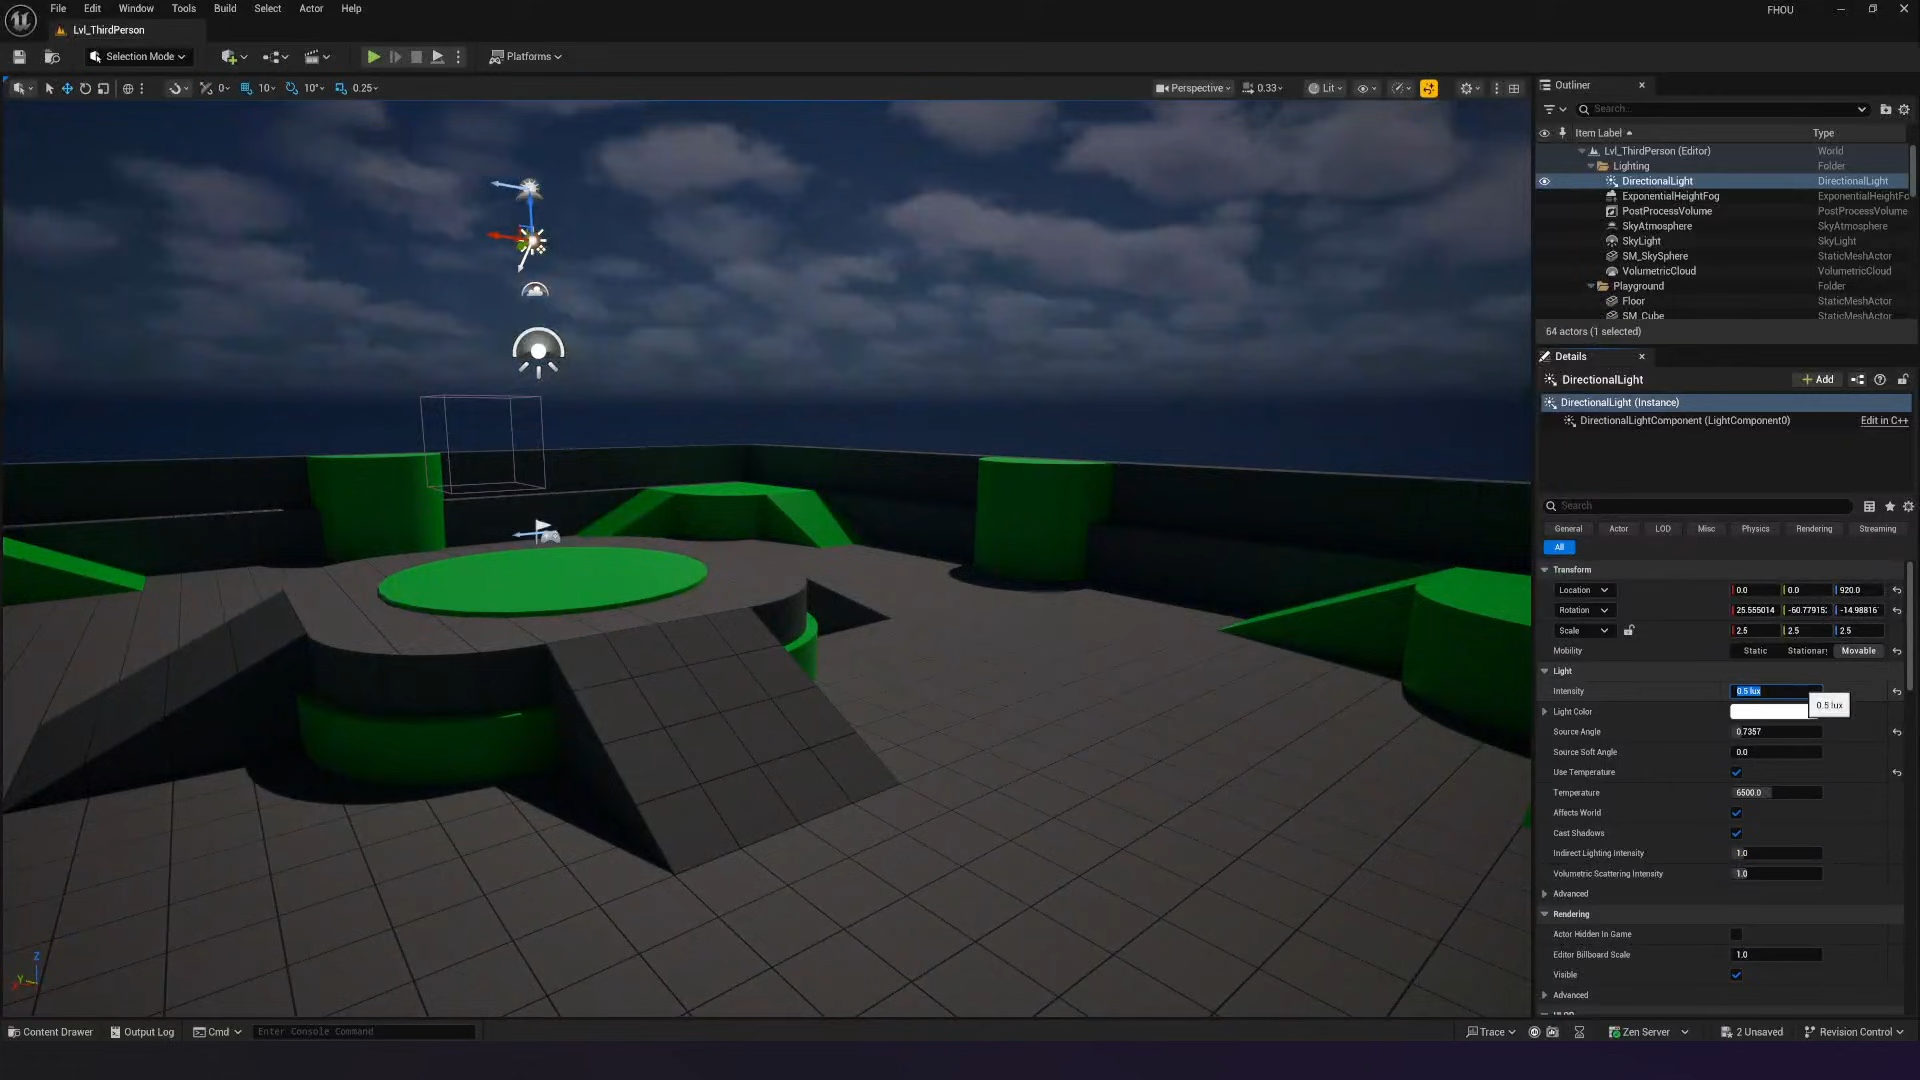 File Edit Window Tools Build Select Actor Help
FHOU
Lvl_ThirdPerson
Selection Mode
Platforms
0
10
10°
0.25
Perspective
0.33
Lit
Outliner
Search...
Item Label
Type
Lvl_ThirdPerson (Editor) World
Lighting Folder
DirectionalLight DirectionalLight
ExponentialHeightFog ExponentialHeightFo
PostProcessVolume PostProcessVolume
SkyAtmosphere SkyAtmosphere
SkyLight SkyLight
SM_SkySphere StaticMeshActor
VolumetricCloud VolumetricCloud
Playground Folder
Floor StaticMeshActor
SM_Cube StaticMeshActor
64 actors (1 selected)
Details
DirectionalLight
Add
DirectionalLight (Instance)
DirectionalLightComponent (LightComponent0) Edit in C++
Search
General Actor LOD Misc Physics Rendering Streaming
All
Transform
Location 0.0 0.0 920.0
Rotation 25.555014 -60.77915 -14.98816
Scale 2.5 2.5 2.5
Mobility Static Stationary Movable
Light
Intensity 0.5 lux
0.5 lux
Light Color
Source Angle 0.7357
Source Soft Angle 0.0
Use Temperature
Temperature 6500.0
Affects World
Cast Shadows
Indirect Lighting Intensity 1.0
Volumetric Scattering Intensity 1.0
Advanced
Rendering
Actor Hidden In Game
Editor Billboard Scale 1.0
Visible
Advanced
Z
Y
Content Drawer
Output Log
Cmd
Enter Console Command
Trace
Zen Server
2 Unsaved
Revision Control